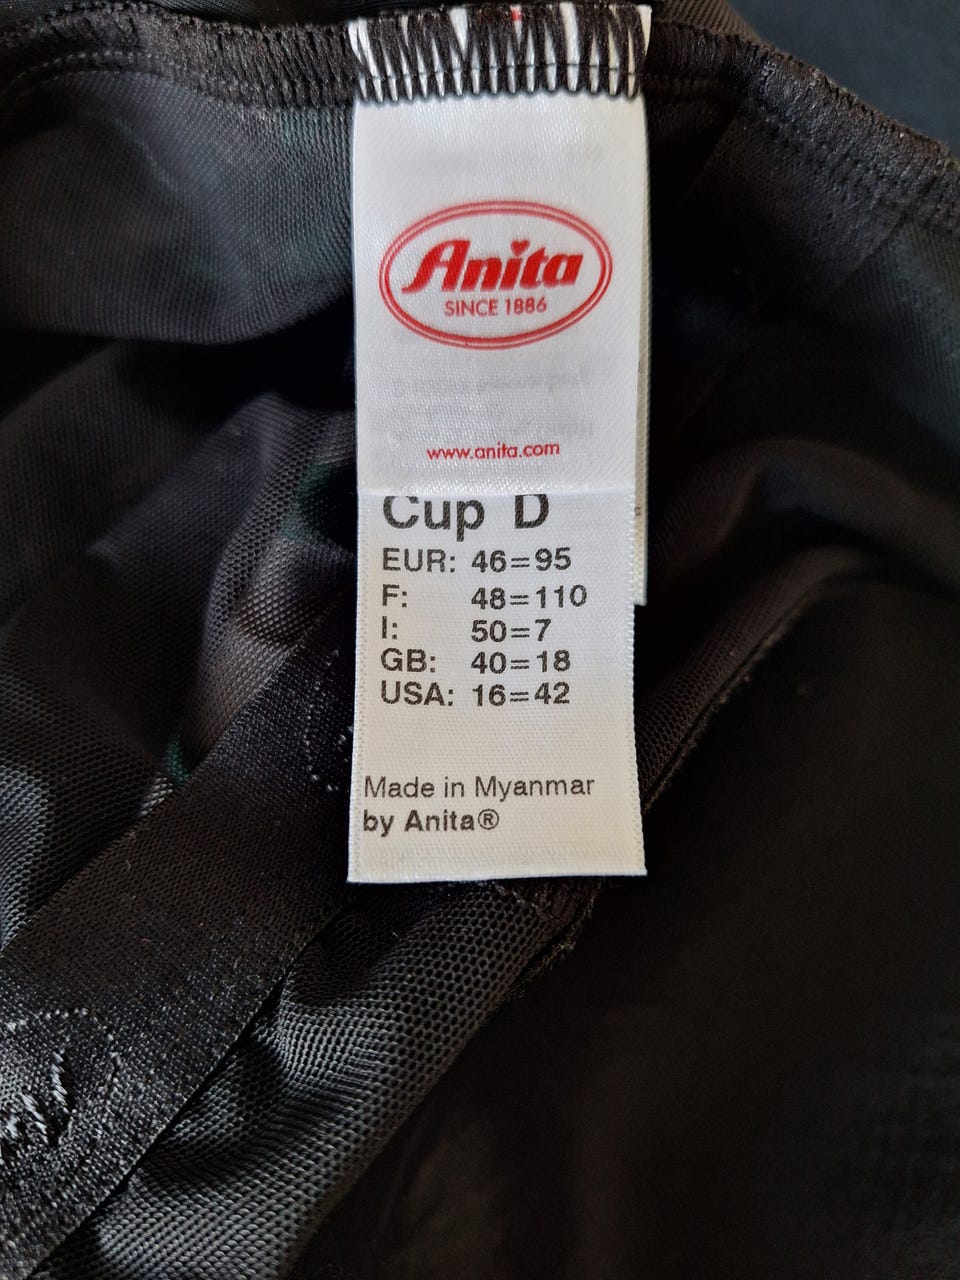 Anita
SINCE 1886
www.anita.com
Cup D
EUR: 46=95
F: 48=110
I: 50=7
GB: 40=18
USA: 16=42
Made in Myanmar
by Anita®